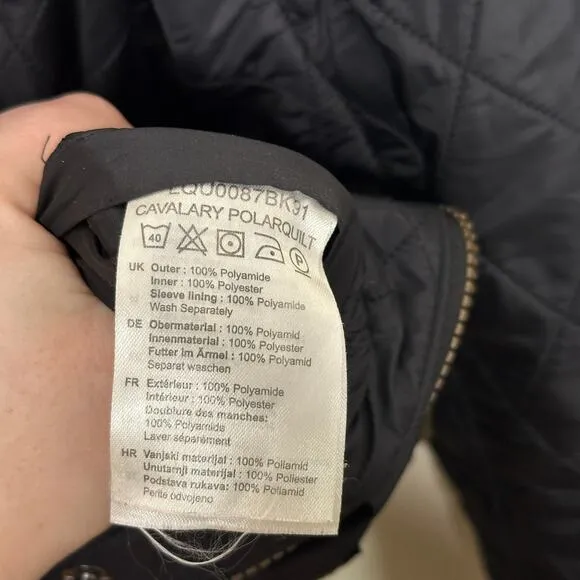 LQU0087BK91
CAVALARY POLARQUILT
40 P
UK Outer : 100% Polyamide
Inner : 100% Polyester
Sleeve lining : 100% Polyamide
Wash Separately
DE Obermaterial : 100% Polyamid
Innenmaterial: 100% Polyester
Futter im Ärmel : 100% Polyamid
Separat waschen
FR Extérieur : 100% Polyamide
Intérieur : 100% Polyester
Doublure des manches:
100% Polyamide
Laver séparément
HR Vanjski materijal : 100% Poliamid
Unutarnji materijal : 100% Poliester
Podstava rukava: 100% Poliamid
Perite odvojeno